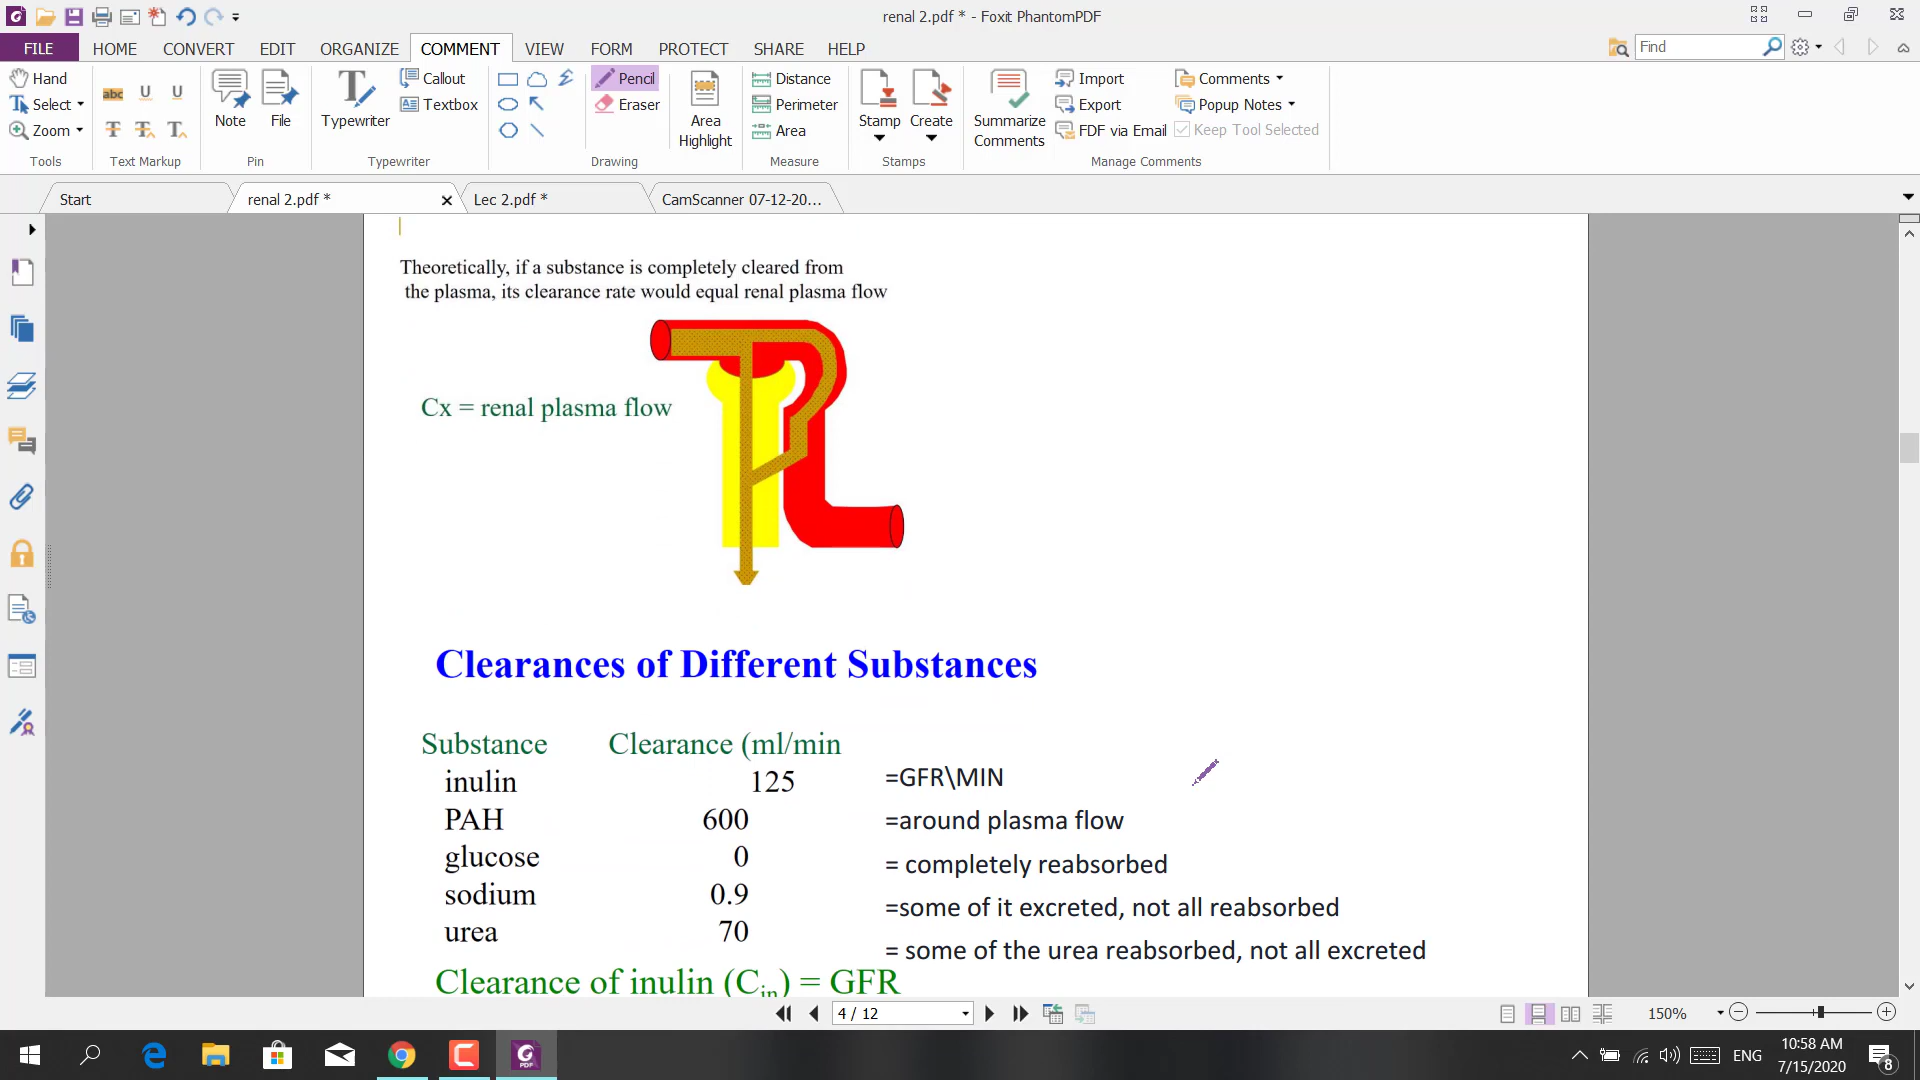 renal 2.pdf * - Foxit PhantomPDF
FILE HOME CONVERT EDIT ORGANIZE COMMENT VIEW FORM PROTECT SHARE HELP
Find
Hand
Select
Zoom
Tools
abc U U
T T T
Text Markup
Note
File
Pin
Typewriter
Typewriter
Callout
Textbox
Pencil
Eraser
Drawing
Area
Highlight
Distance
Perimeter
Area
Measure
Stamp
Create
Stamps
Summarize
Comments
Import
Export
FDF via Email
Comments
Popup Notes
Keep Tool Selected
Manage Comments
Start
renal 2.pdf *
Lec 2.pdf *
CamScanner 07-12-20...
Theoretically, if a substance is completely cleared from
the plasma, its clearance rate would equal renal plasma flow
Cx = renal plasma flow
Clearances of Different Substances
Substance Clearance (ml/min
inulin 125 =GFR\MIN
PAH 600 =around plasma flow
glucose 0 = completely reabsorbed
sodium 0.9 =some of it excreted, not all reabsorbed
urea 70 = some of the urea reabsorbed, not all excreted
Clearance of inulin (Cin) = GFR
4 / 12
150%
PDF
ENG
10:58 AM
7/15/2020
8